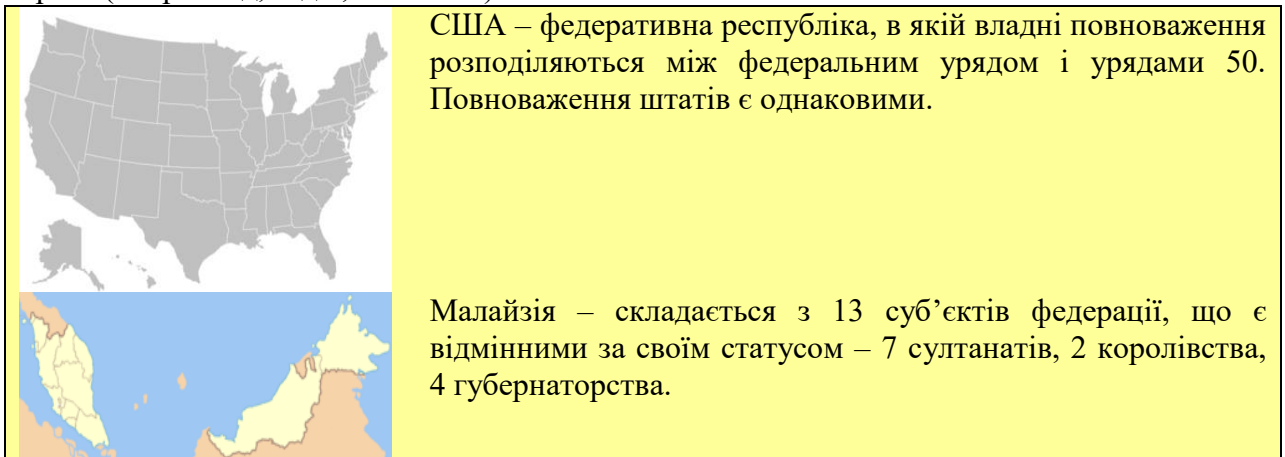 США – федеративна республіка, в якій владні повноваження
розподіляються між федеральним урядом і урядами 50.
Повноваження штатів є однаковими.
Малайзія – складається з 13 суб’єктів федерації, що є
відмінними за своїм статусом – 7 султанатів, 2 королівства,
4 губернаторства.